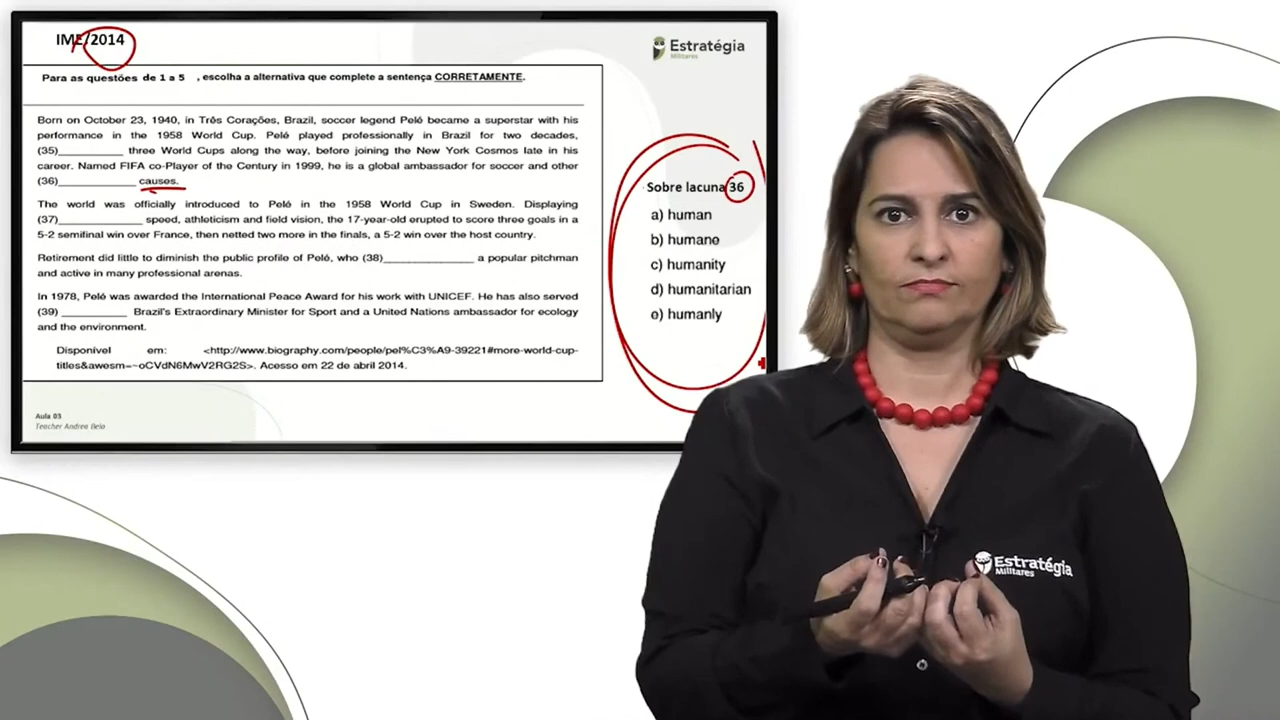 IME/2014
Estratégia
Militares
Para as questões de 1 a 5 , escolha a alternativa que complete a sentença CORRETAMENTE.
Born on October 23, 1940, in Três Corações, Brazil, soccer legend Pelé became a superstar with his
performance in the 1958 World Cup. Pelé played professionally in Brazil for two decades,
(35)__________ three World Cups along the way, before joining the New York Cosmos late in his
career. Named FIFA co-Player of the Century in 1999, he is a global ambassador for soccer and other
(36)____________ causes.
The world was officially introduced to Pelé in the 1958 World Cup in Sweden. Displaying
(37)_____________ speed, athleticism and field vision, the 17-year-old erupted to score three goals in a
5-2 semifinal win over France, then netted two more in the finals, a 5-2 win over the host country.
Retirement did little to diminish the public profile of Pelé, who (38)______________ a popular pitchman
and active in many professional arenas.
In 1978, Pelé was awarded the International Peace Award for his work with UNICEF. He has also served
(39) __________ Brazil's Extraordinary Minister for Sport and a United Nations ambassador for ecology
and the environment.
Disponível em: <http://www.biography.com/people/pel%C3%A9-39221#more-world-cup-
titles&awesm=~oCVdN6MwV2RG2S>. Acesso em 22 de abril 2014.
Sobre lacuna 36
a) human
b) humane
c) humanity
d) humanitarian
e) humanly
Aula 03
Teacher Andrea Belo
Estratégia
Militares